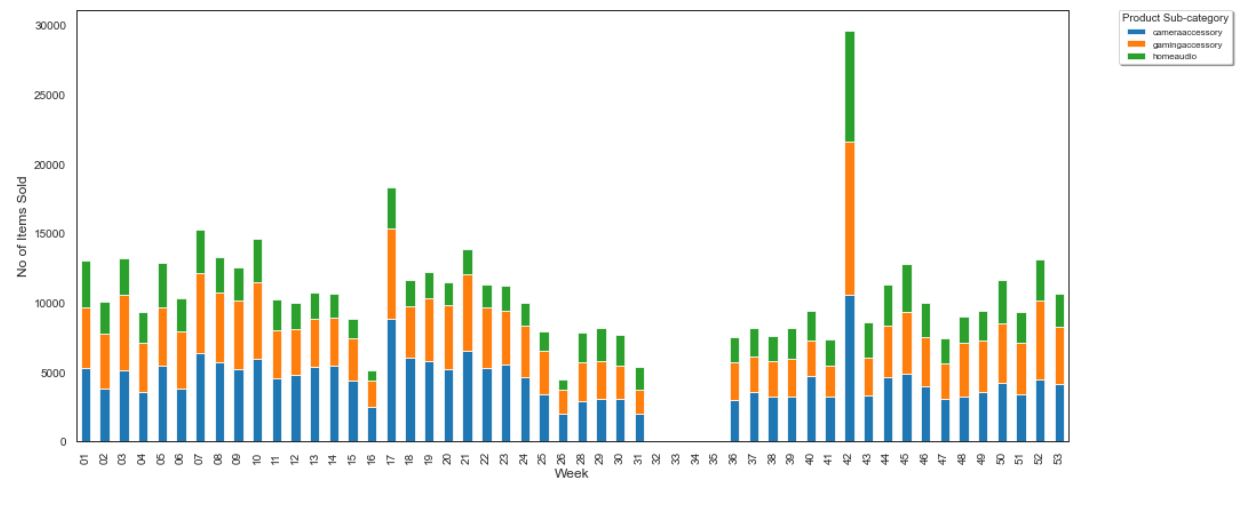 30000
25000
20000
15000
10000
5000
0
No of Items Sold
01 02 03 04 05 06 07 08 09 10 11 12 13 14 15 16 17 18 19 20 21 22 23 24 25 26 28 29 30 31 32 33 34 35 36 37 38 39 40 41 42 43 44 45 46 47 48 49 50 51 52 53
Week
Product Sub-category
cameraaccessory
gamingaccessory
homeaudio